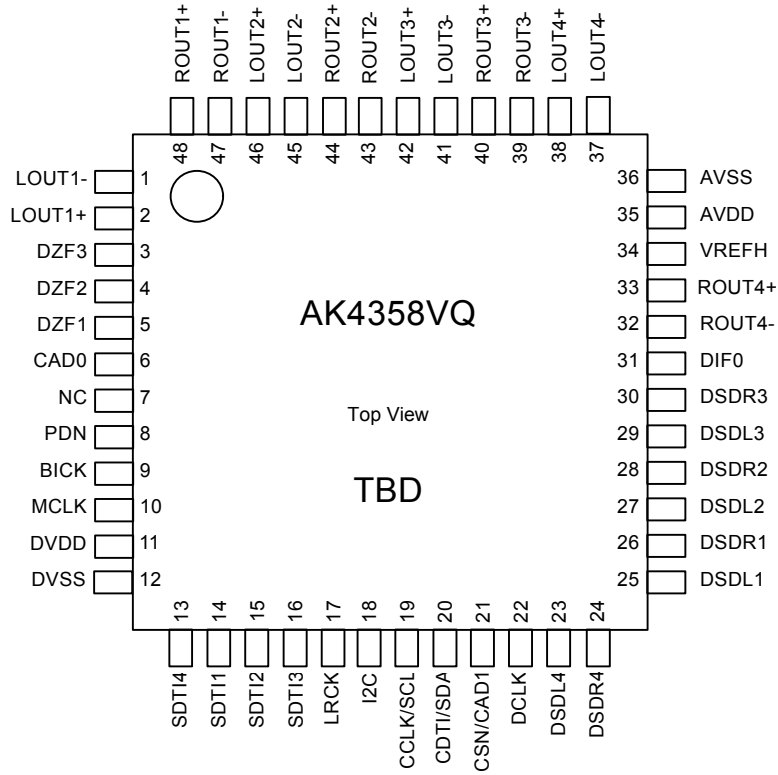 ROUT1+ ROUT1- LOUT2+ LOUT2- ROUT2+ ROUT2- LOUT3+ LOUT3- ROUT3+ ROUT3- LOUT4+ LOUT4-
48 47 46 45 44 43 42 41 40 39 38 37
LOUT1- 1
LOUT1+ 2
DZF3 3
DZF2 4
DZF1 5
CAD0 6
NC 7
PDN 8
BICK 9
MCLK 10
DVDD 11
DVSS 12
AK4358VQ
Top View
TBD
36 AVSS
35 AVDD
34 VREFH
33 ROUT4+
32 ROUT4-
31 DIF0
30 DSDR3
29 DSDL3
28 DSDR2
27 DSDL2
26 DSDR1
25 DSDL1
13 14 15 16 17 18 19 20 21 22 23 24
SDTI4 SDTI1 SDTI2 SDTI3 LRCK I2C CCLK/SCL CDTI/SDA CSN/CAD1 DCLK DSDL4 DSDR4